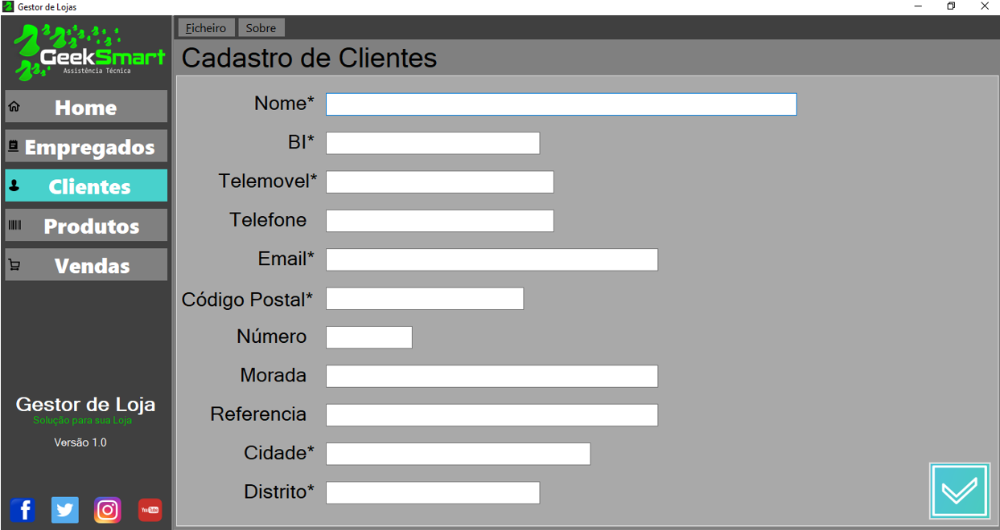 Gestor de Lojas
GeekSmart
Assistência Técnica
Home
Empregados
Clientes
Produtos
Vendas
Gestor de Loja
Solução para sua Loja
Versão 1.0
You Tube
Ficheiro
Sobre
Cadastro de Clientes
Nome*
BI*
Telemovel*
Telefone
Email*
Código Postal*
Número
Morada
Referencia
Cidade*
Distrito*